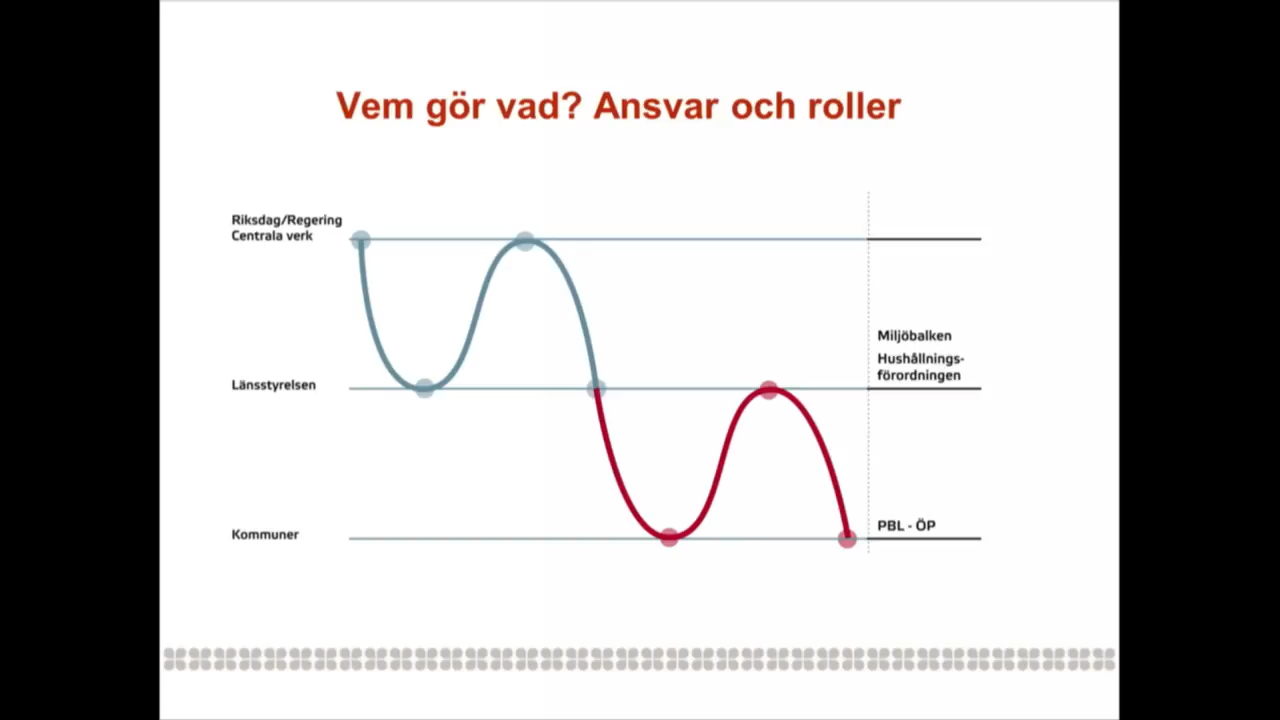 Vem gör vad? Ansvar och roller
Riksdag/Regering
Centrala verk
Miljöbalken
Hushållnings-
förordningen
Länsstyrelsen
PBL - ÖP
Kommuner